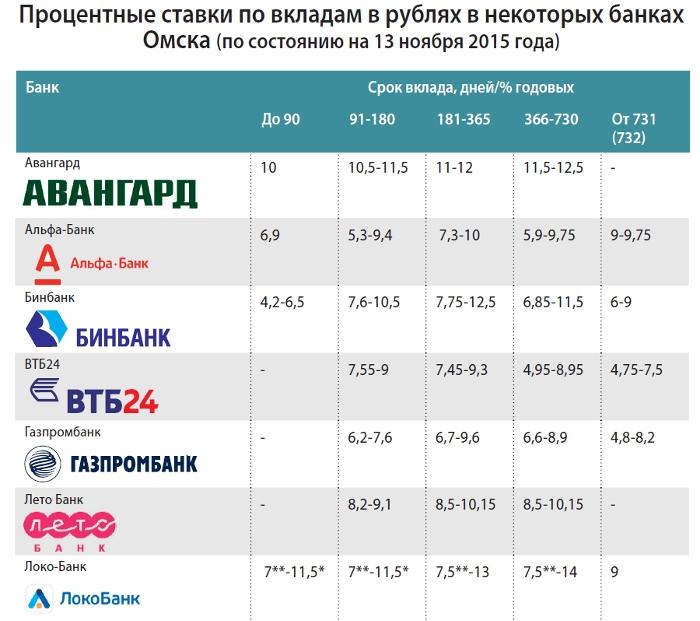 Процентные ставки по вкладам в рублях в некоторых банках
Омска (по состоянию на 13 ноября 2015 года)
Банк Срок вклада, дней/% годовых
До 90 91-180 181-365 366-730 От 731
(732)
Авангард 10 10,5-11,5 11-12 11,5-12,5 -
АВАНГАРД
Альфа-Банк 6,9 5,3-9,4 7,3-10 5,9-9,75 9-9,75
А Альфа·Банк
Бинбанк 4,2-6,5 7,6-10,5 7,75-12,5 6,85-11,5 6-9
БИНБАНК
ВТБ24 - 7,55-9 7,45-9,3 4,95-8,95 4,75-7,5
ВТБ24
Газпромбанк - 6,2-7,6 6,7-9,6 6,6-8,9 4,8-8,2
ГАЗПРОМБАНК
Лето Банк - 8,2-9,1 8,5-10,15 8,5-10,15 -
лето
БАНК
Локо-Банк 7**-11,5* 7**-11,5* 7,5**-13 7,5**-14 9
ЛокоБанк